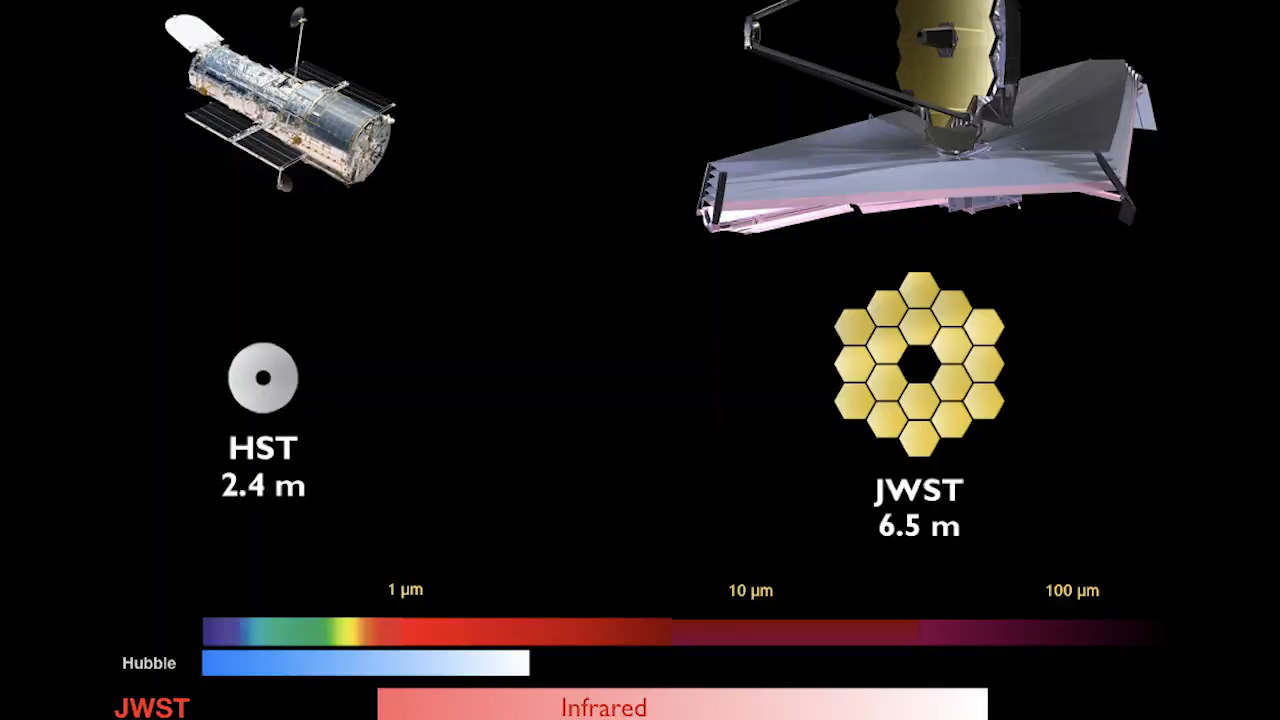 HST
2.4 m
JWST
6.5 m
1 µm
10 µm
100 µm
Hubble
JWST
Infrared